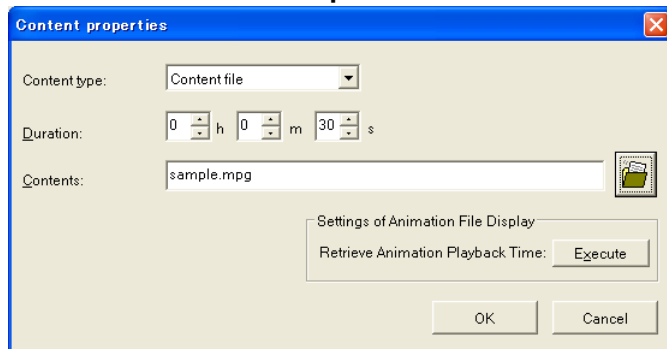 Content properties
Content type: Content file
Duration: 0 h 0 m 30 s
Contents: sample.mpg
Settings of Animation File Display
Retrieve Animation Playback Time: Execute
OK Cancel